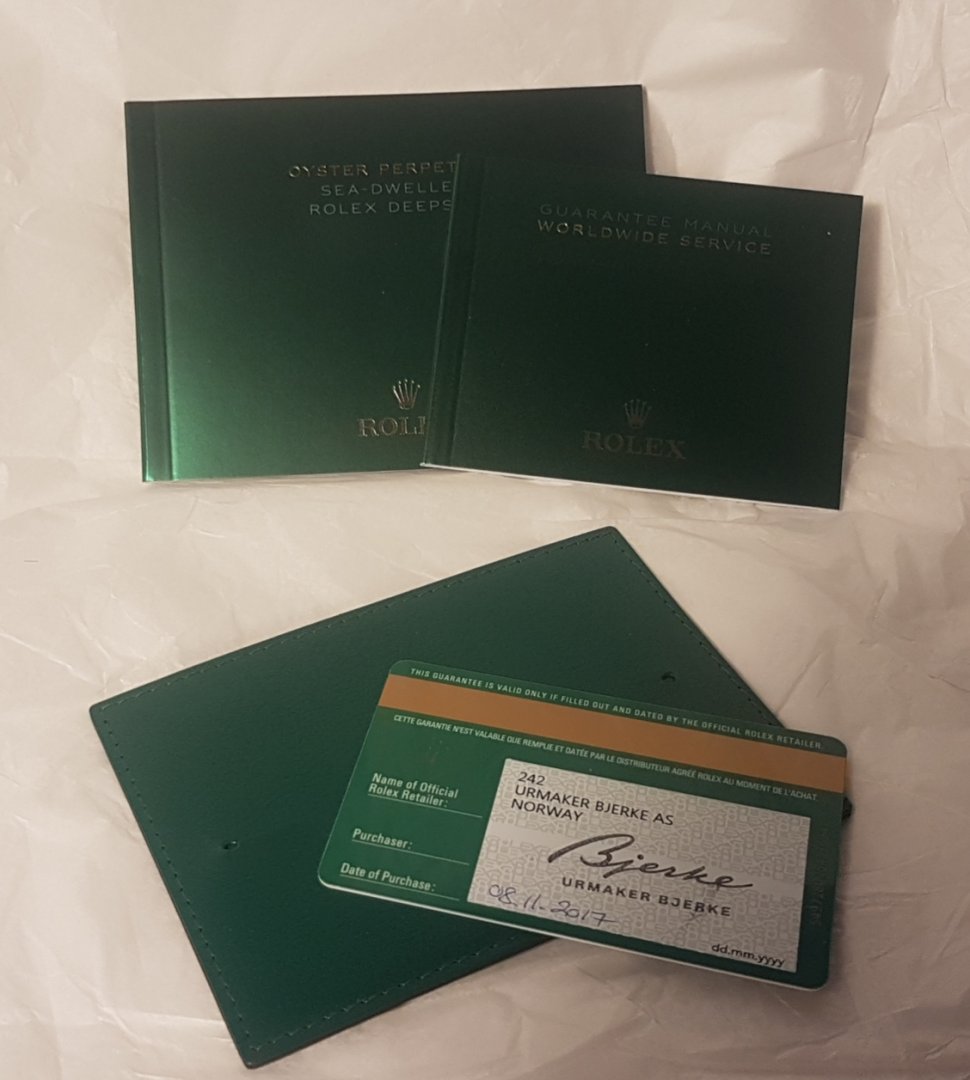 OYSTER PERPET
SEA-DWELLE
ROLEX DEEPS
ROLE
GUARANTEE MANUAL
WORLDWIDE SERVICE
ROLEX
THIS GUARANTEE IS VALID ONLY IF FILLED OUT AND DATED BY THE OFFICIAL ROLEX RETAILER.
CETTE GARANTIE N'EST VALABLE QUE REMPLIE ET DATÉE PAR LE DISTRIBUTEUR AGRÉÉ ROLEX AU MOMENT DE L'ACHAT
Name of Official
Rolex Retailer:
Purchaser:
Date of Purchase:
242
URMAKER BJERKE AS
NORWAY
Bjerke
URMAKER BJERKE
08.11-2017
dd.mm.yyyy